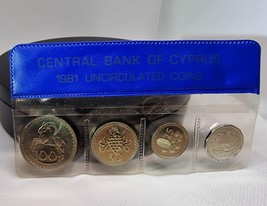 CENTRAL BANK OF CYPRUS
1981 UNCIRCULATED COINS